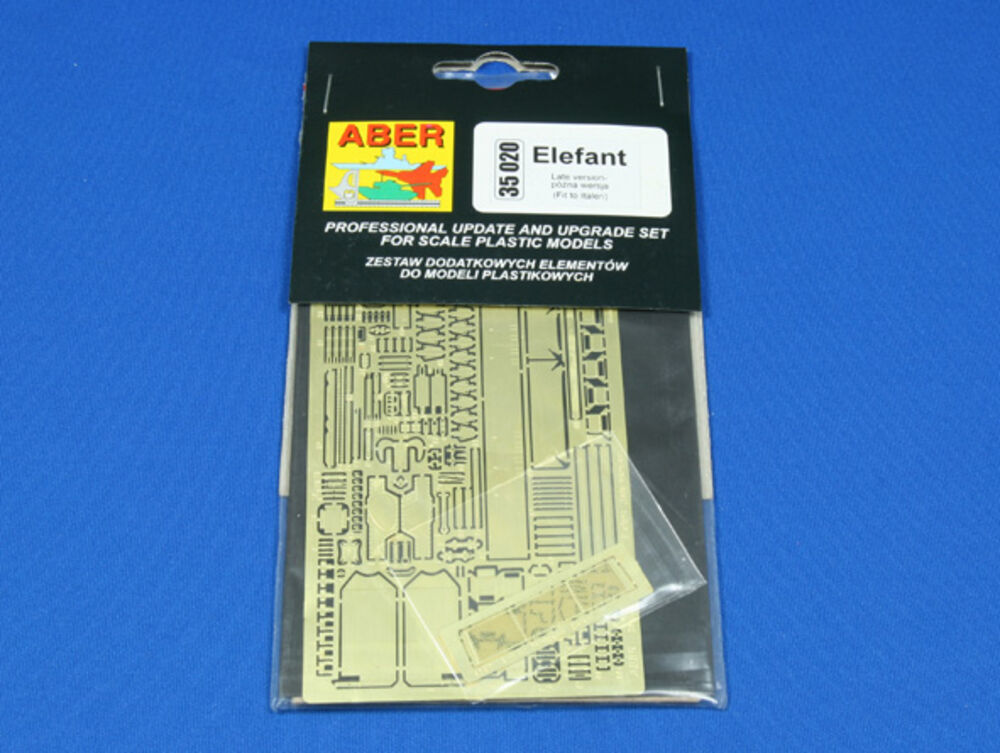 ABER
35 020
Elefant
Late version-
późna wersja
(Fit to Italeri)
PROFESSIONAL UPDATE AND UPGRADE SET
FOR SCALE PLASTIC MODELS
ZESTAW DODATKOWYCH ELEMENTÓW
DO MODELI PLASTIKOWYCH